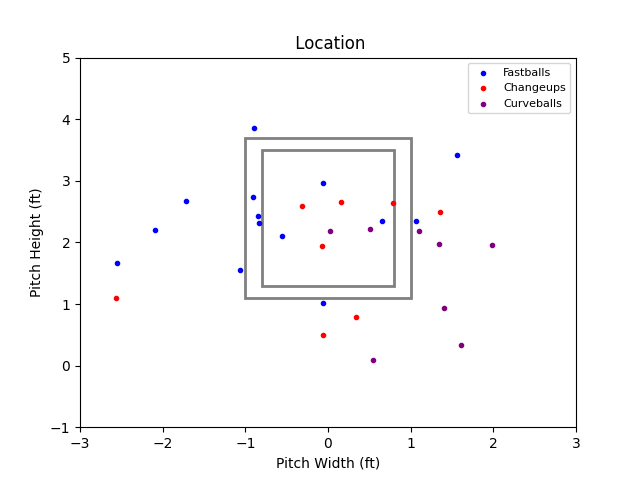 Location
Fastballs
Changeups
Curveballs
5
4
3
2
1
0
−1
Pitch Height (ft)
−3
−2
−1
0
1
2
3
Pitch Width (ft)